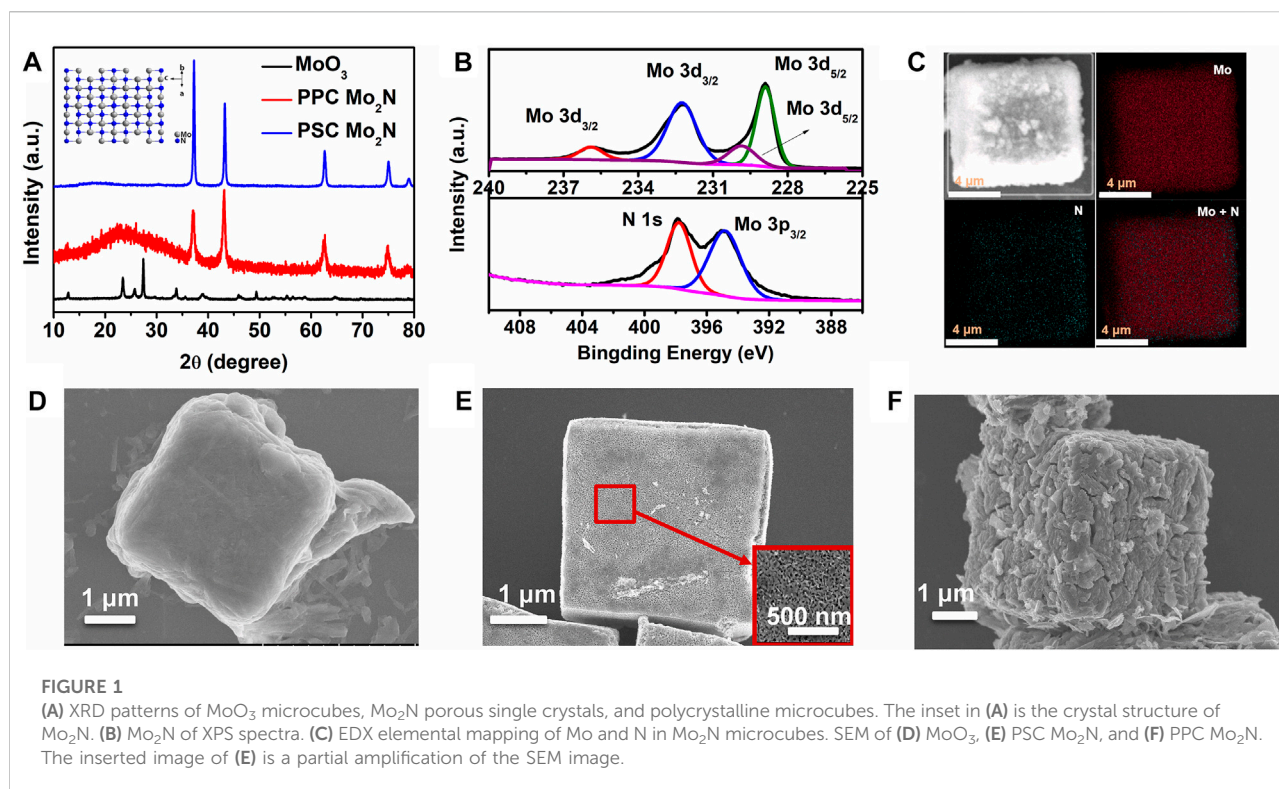 A
b
c
a
Mo
N
MoO₃
PPC Mo₂N
PSC Mo₂N
Intensity (a.u.)
10 20 30 40 50 60 70 80
2θ (degree)
B
Mo 3d₃/₂
Mo 3d₃/₂
Mo 3d₅/₂
Mo 3d₅/₂
240 237 234 231 228 225
N 1s
Mo 3p₃/₂
Intensity (a.u.)
408 404 400 396 392 388
Bingding Energy (eV)
C
4 μm
Mo
4 μm
N
4 μm
Mo + N
4 μm
D
1 μm
E
1 μm
500 nm
F
1 μm
FIGURE 1
(A) XRD patterns of MoO₃ microcubes, Mo₂N porous single crystals, and polycrystalline microcubes. The inset in (A) is the crystal structure of
Mo₂N. (B) Mo₂N of XPS spectra. (C) EDX elemental mapping of Mo and N in Mo₂N microcubes. SEM of (D) MoO₃, (E) PSC Mo₂N, and (F) PPC Mo₂N.
The inserted image of (E) is a partial amplification of the SEM image.